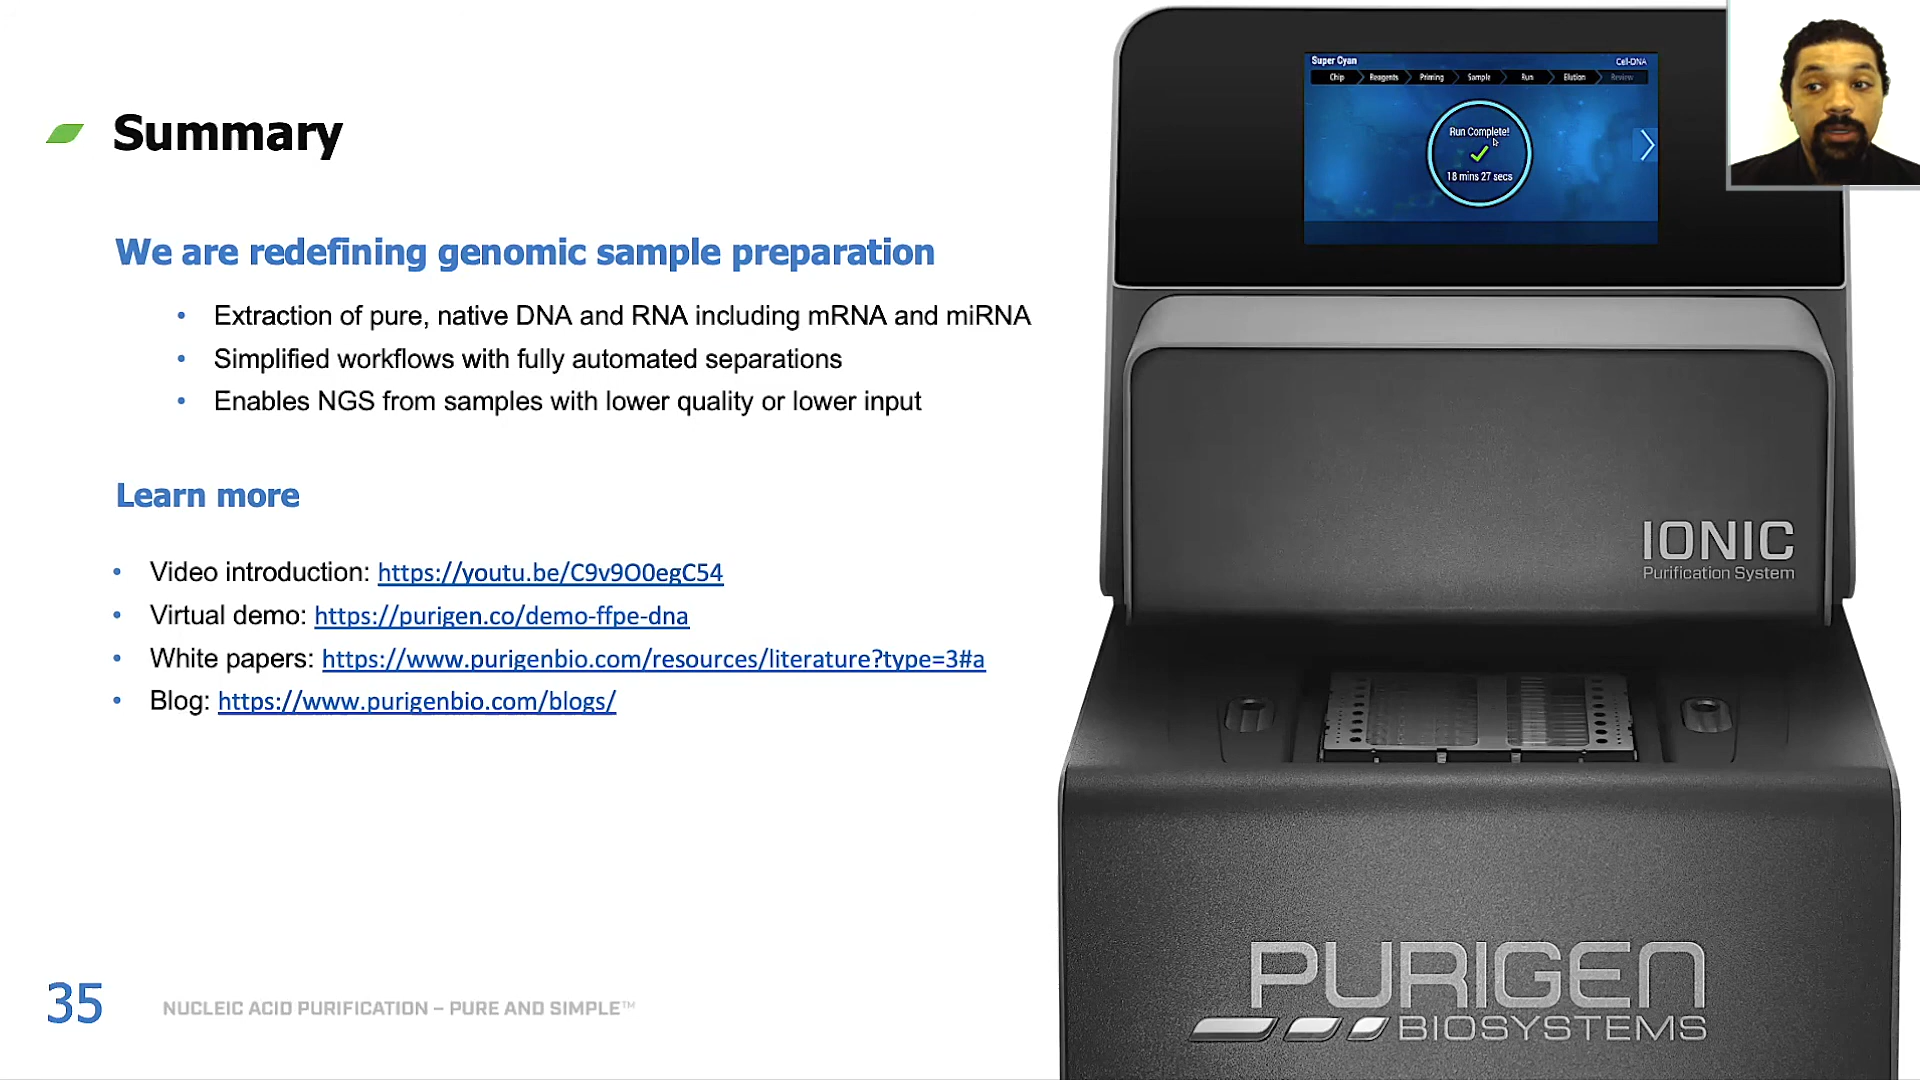 Summary
We are redefining genomic sample preparation
• Extraction of pure, native DNA and RNA including mRNA and miRNA
• Simplified workflows with fully automated separations
• Enables NGS from samples with lower quality or lower input
Learn more
• Video introduction: https://youtu.be/C9v9O0egC54
• Virtual demo: https://purigen.co/demo-ffpe-dna
• White papers: https://www.purigenbio.com/resources/literature?type=3#a
• Blog: https://www.purigenbio.com/blogs/
35
NUCLEIC ACID PURIFICATION – PURE AND SIMPLE™
Super Cyan
Cell-DNA
Chip Reagents Priming Sample Run Elution Review
Run Complete!
18 mins 27 secs
IONIC
Purification System
PURIGEN
BIOSYSTEMS